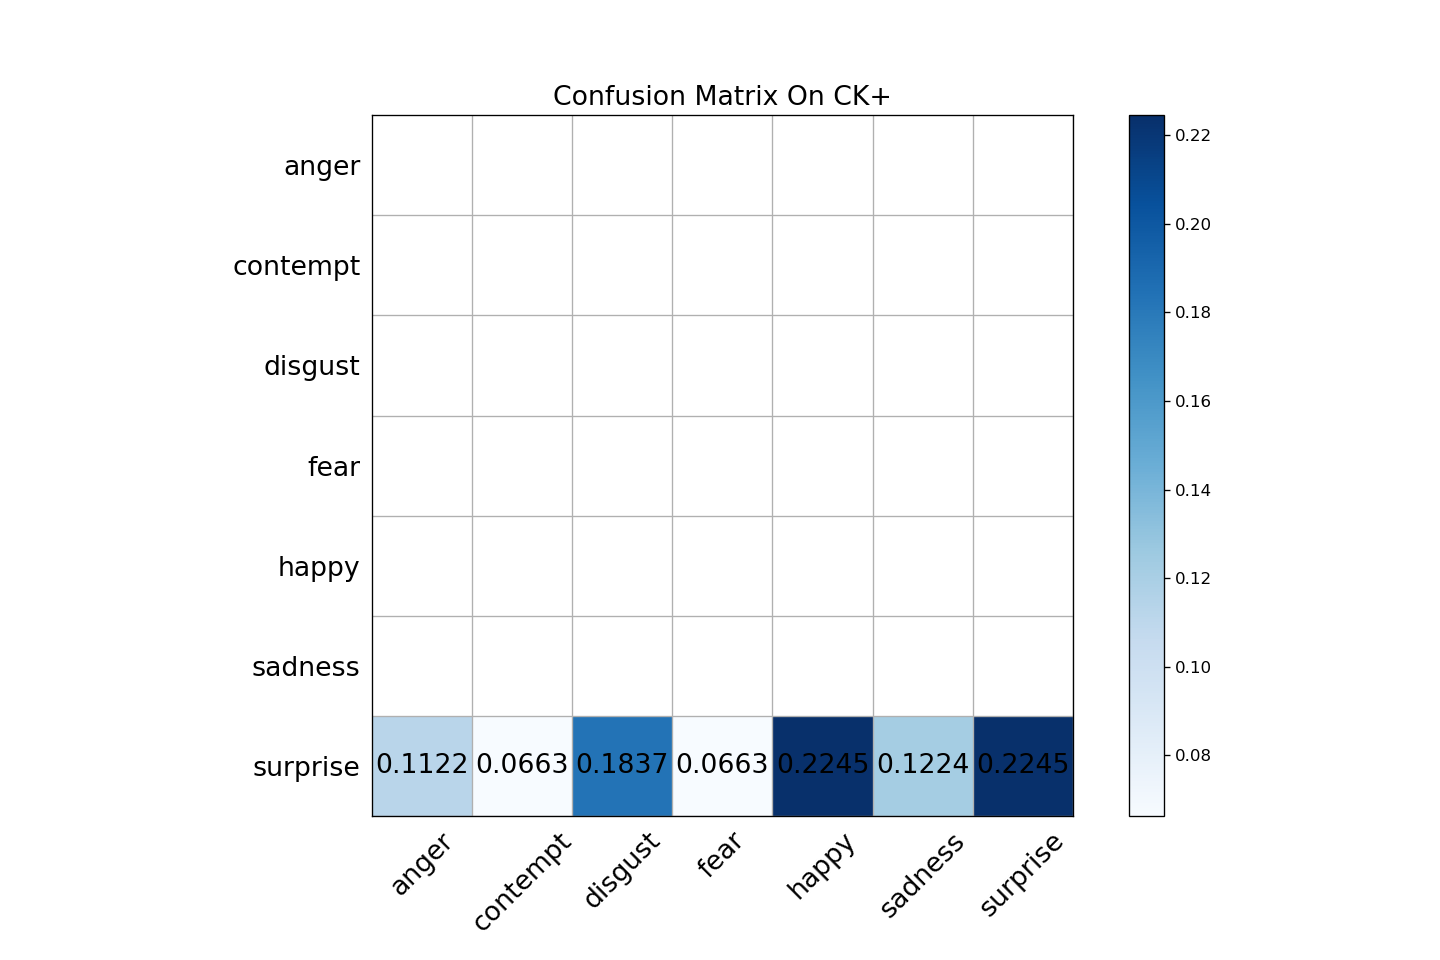 Confusion Matrix On CK+
anger
contempt
disgust
fear
happy
sadness
surprise
0.1122 0.0663 0.1837 0.0663 0.2245 0.1224 0.2245
anger contempt disgust fear happy sadness surprise
0.22
0.20
0.18
0.16
0.14
0.12
0.10
0.08